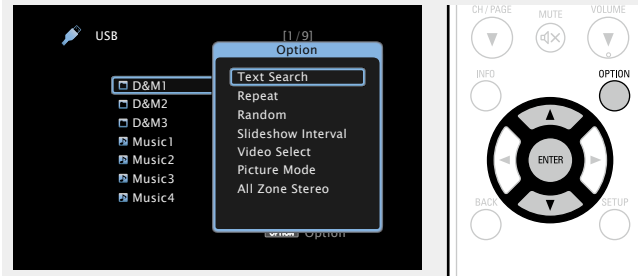 USB
[1/9]
Option
Text Search
Repeat
Random
Slideshow Interval
Video Select
Picture Mode
All Zone Stereo
D&M1
D&M2
D&M3
Music1
Music2
Music3
Music4
OPTION Option
CH / PAGE
MUTE
VOLUME
INFO
OPTION
ENTER
BACK
SETUP